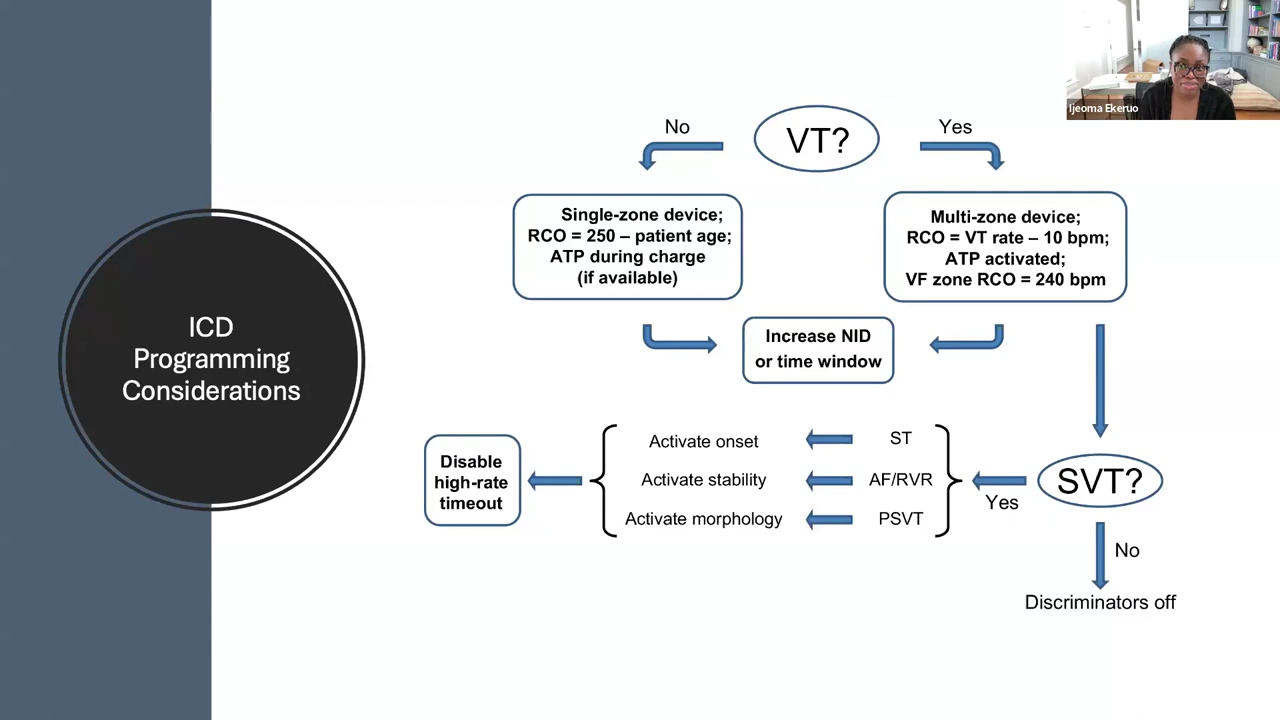 Ijeoma Ekeruo
ICD
Programming
Considerations
VT?
No
Yes
Single-zone device;
RCO = 250 – patient age;
ATP during charge
(if available)
Multi-zone device;
RCO = VT rate – 10 bpm;
ATP activated;
VF zone RCO = 240 bpm
Increase NID
or time window
SVT?
Yes
No
Discriminators off
ST
AF/RVR
PSVT
Activate onset
Activate stability
Activate morphology
Disable
high-rate
timeout